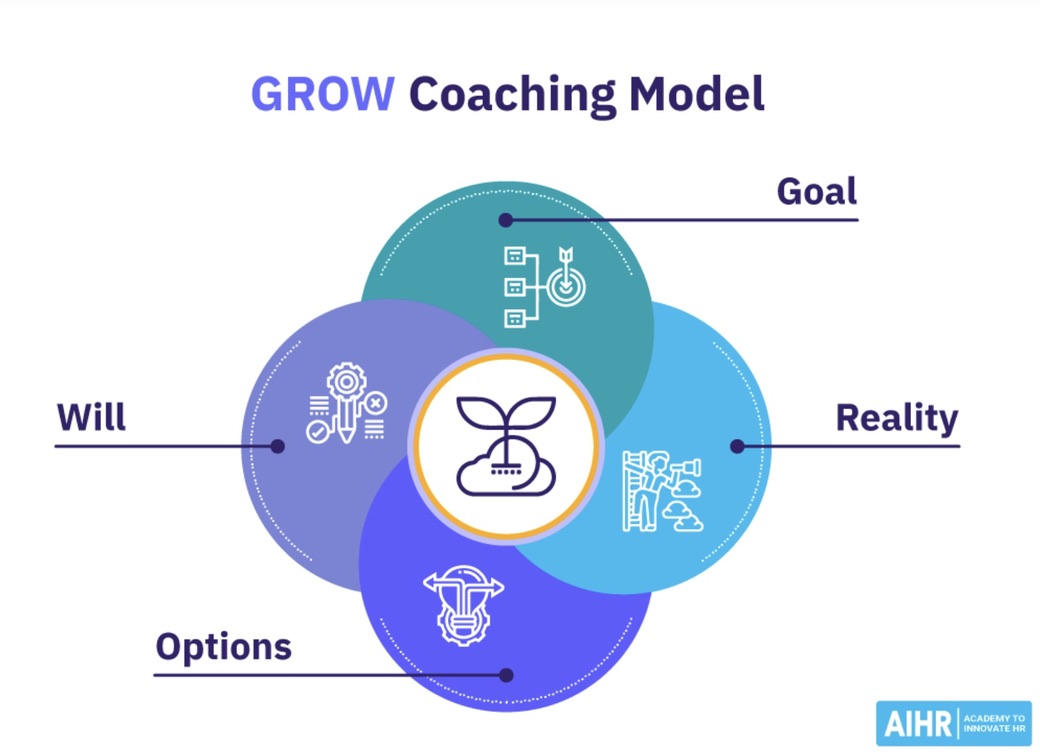 GROW Coaching Model
Goal
Reality
Will
Options
AIHR
ACADEMY TO
INNOVATE HR